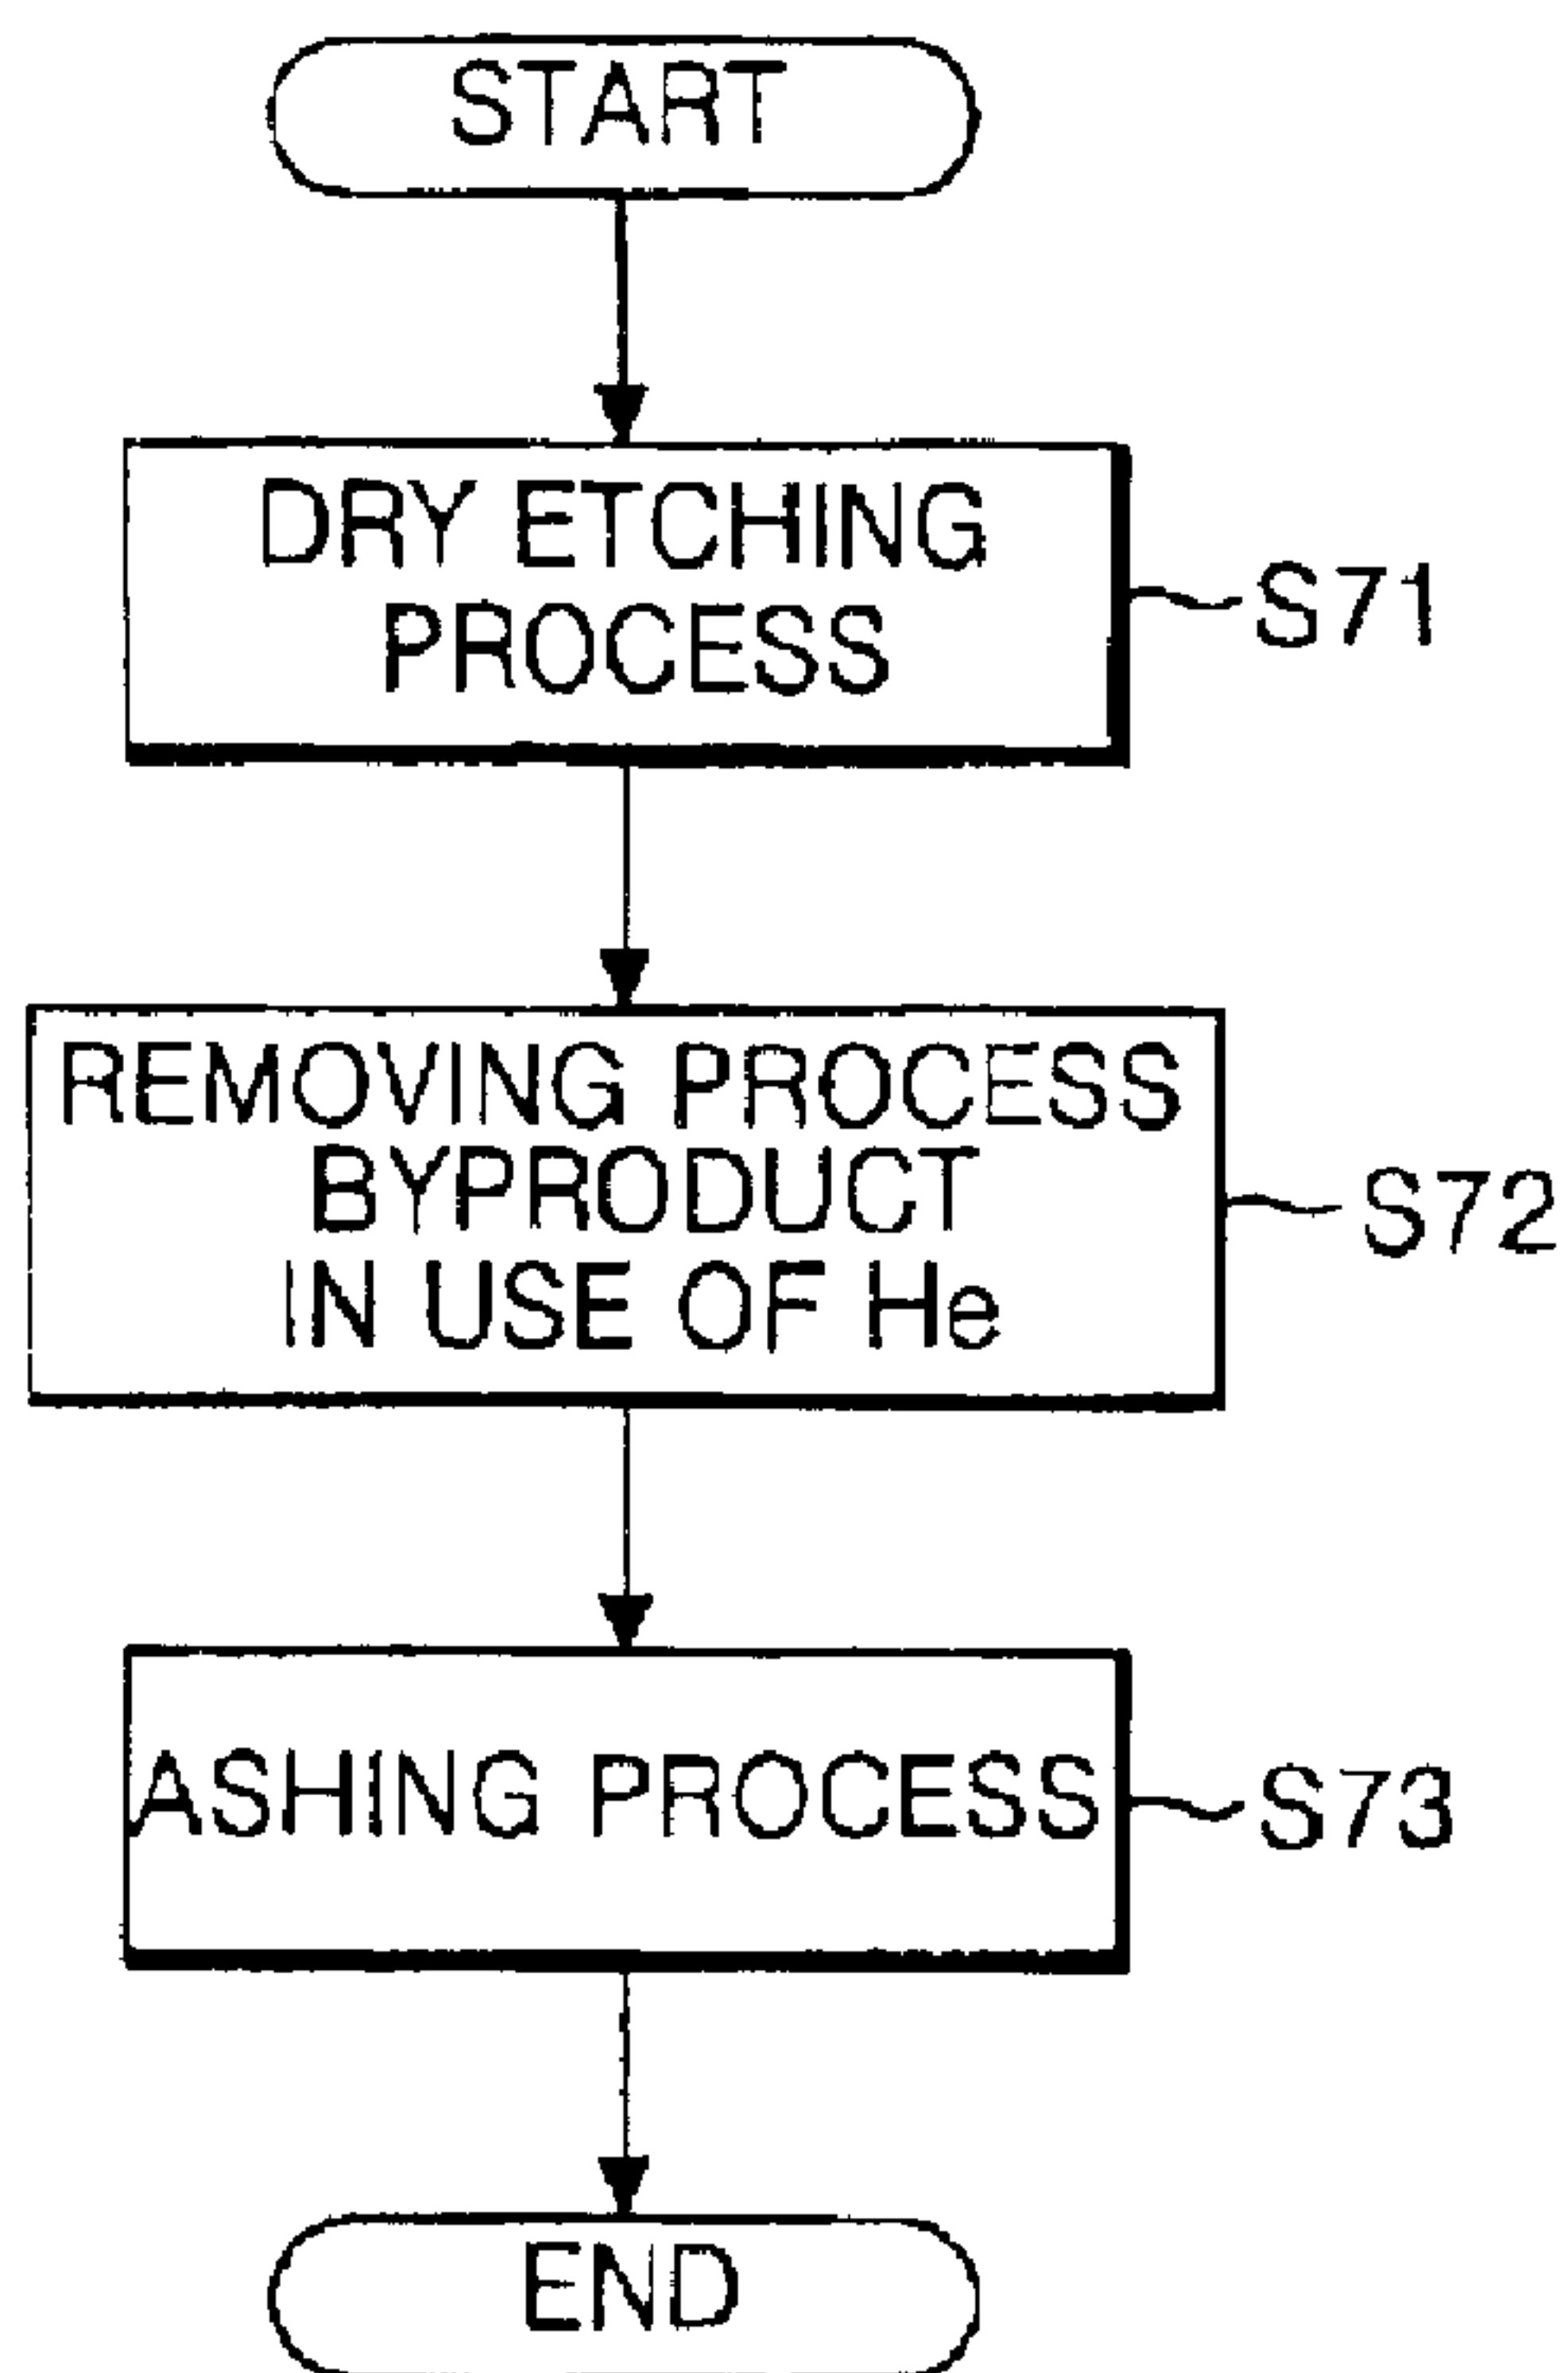 START
DRY ETCHING
PROCESS
S71
REMOVING PROCESS
BYPRODUCT
IN USE OF He
S72
ASHING PROCESS
S73
END